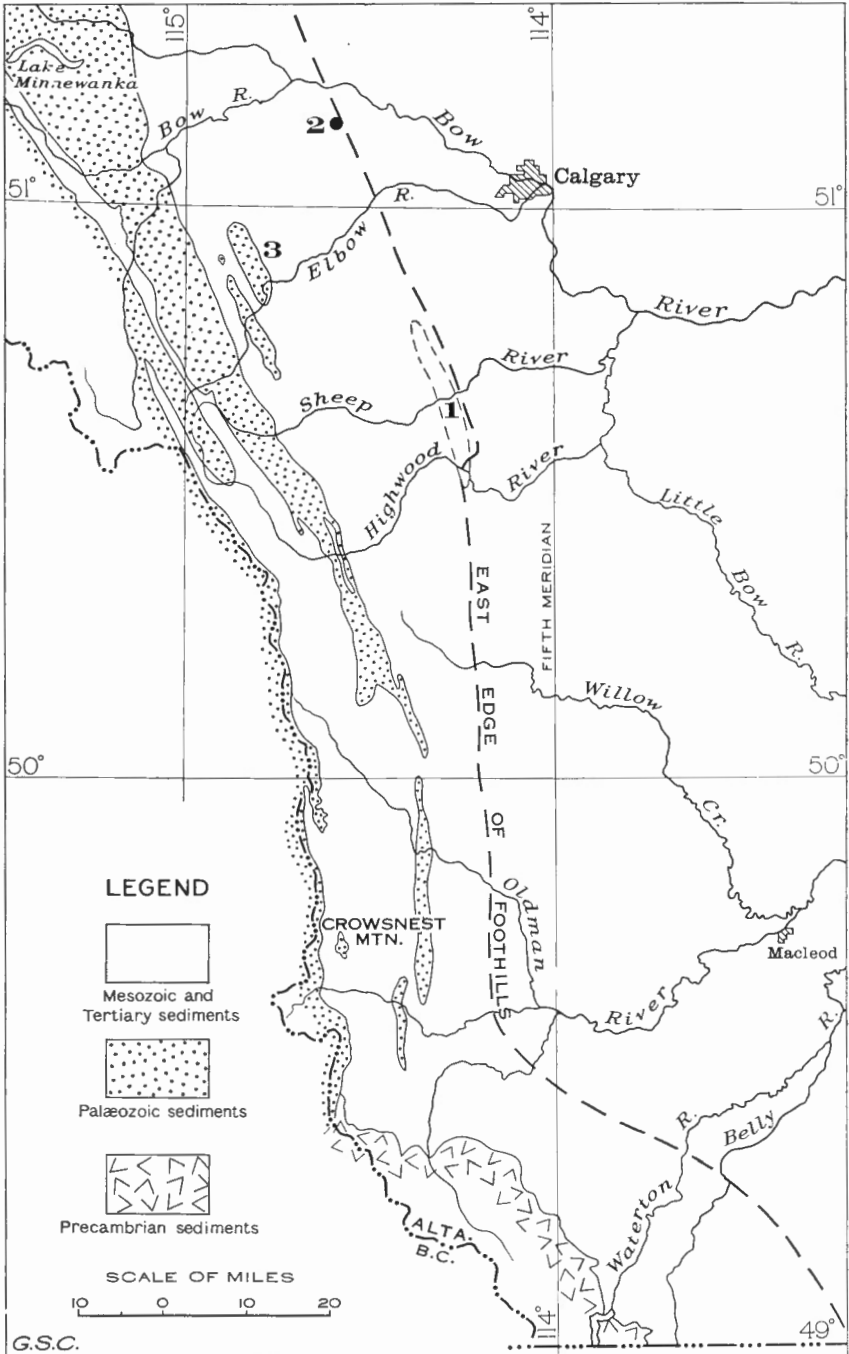 115°
114°
Lake
Minnewanka
Bow R.
Bow
2
Calgary
51°
51°
R.
Elbow
3
River
River
Sheep
1
Highwood
River
Little
Bow
R.
EAST
EDGE
OF
FOOTHILLS
FIFTH MERIDIAN
Willow
Cr.
50°
50°
Oldman
River
CROWSNEST
MTN.
Macleod
R.
R.
Belly
Waterton
LEGEND
Mesozoic and
Tertiary sediments
Palæozoic sediments
Precambrian sediments
SCALE OF MILES
10 0 10 20
ALTA.
B.C.
114°
49°
G.S.C.